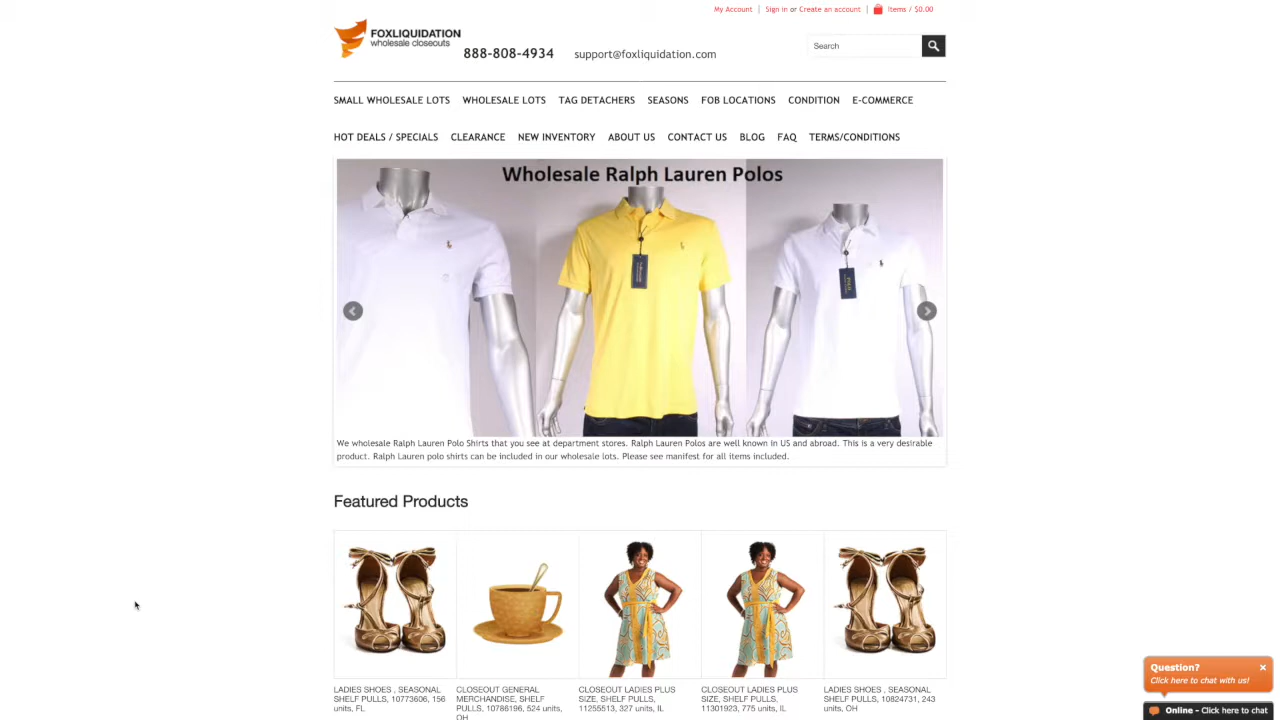 My Account | Sign in or Create an account | Items / $0.00
FOXLIQUIDATION
wholesale closecuts
888-808-4934 support@foxliquidation.com
Search
SMALL WHOLESALE LOTS WHOLESALE LOTS TAG DETACHERS SEASONS FOB LOCATIONS CONDITION E-COMMERCE
HOT DEALS / SPECIALS CLEARANCE NEW INVENTORY ABOUT US CONTACT US BLOG FAQ TERMS/CONDITIONS
Wholesale Ralph Lauren Polos
POLO
We wholesale Ralph Lauren Polo Shirts that you see at department stores. Ralph Lauren Polos are well known in US and abroad. This is a very desirable
product. Ralph Lauren polo shirts can be included in our wholesale lots. Please see manifest for all items included.
Featured Products
LADIES SHOES , SEASONAL
SHELF PULLS, 10773606, 156
units, FL
CLOSEOUT GENERAL
MERCHANDISE, SHELF
PULLS, 10786196, 524 units,
OH
CLOSEOUT LADIES PLUS
SIZE, SHELF PULLS,
11255513, 327 units, IL
CLOSEOUT LADIES PLUS
SIZE, SHELF PULLS,
11301923, 775 units, IL
LADIES SHOES , SEASONAL
SHELF PULLS, 10824731, 243
units, OH
Question?
Click here to chat with us!
Online - Click here to chat